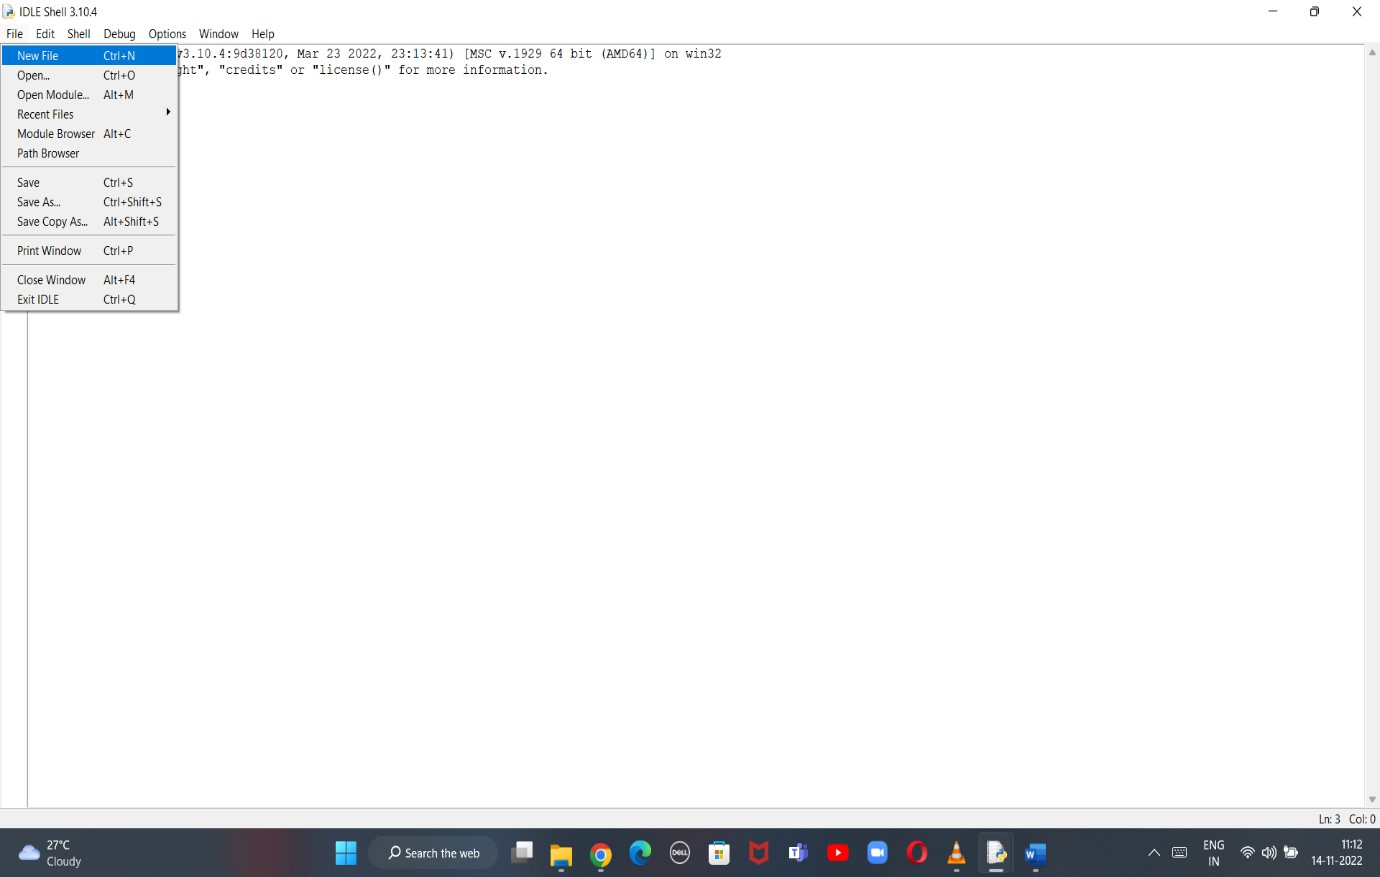 IDLE Shell 3.10.4
File Edit Shell Debug Options Window Help
New File Ctrl+N
Open... Ctrl+O
Open Module... Alt+M
Recent Files
Module Browser Alt+C
Path Browser
Save Ctrl+S
Save As... Ctrl+Shift+S
Save Copy As... Alt+Shift+S
Print Window Ctrl+P
Close Window Alt+F4
Exit IDLE Ctrl+Q
v3.10.4:9d38120, Mar 23 2022, 23:13:41) [MSC v.1929 64 bit (AMD64)] on win32
ght", "credits" or "license()" for more information.
Ln: 3 Col: 0
27°C
Cloudy
Search the web
DELL
ENG
IN
11:12
14-11-2022